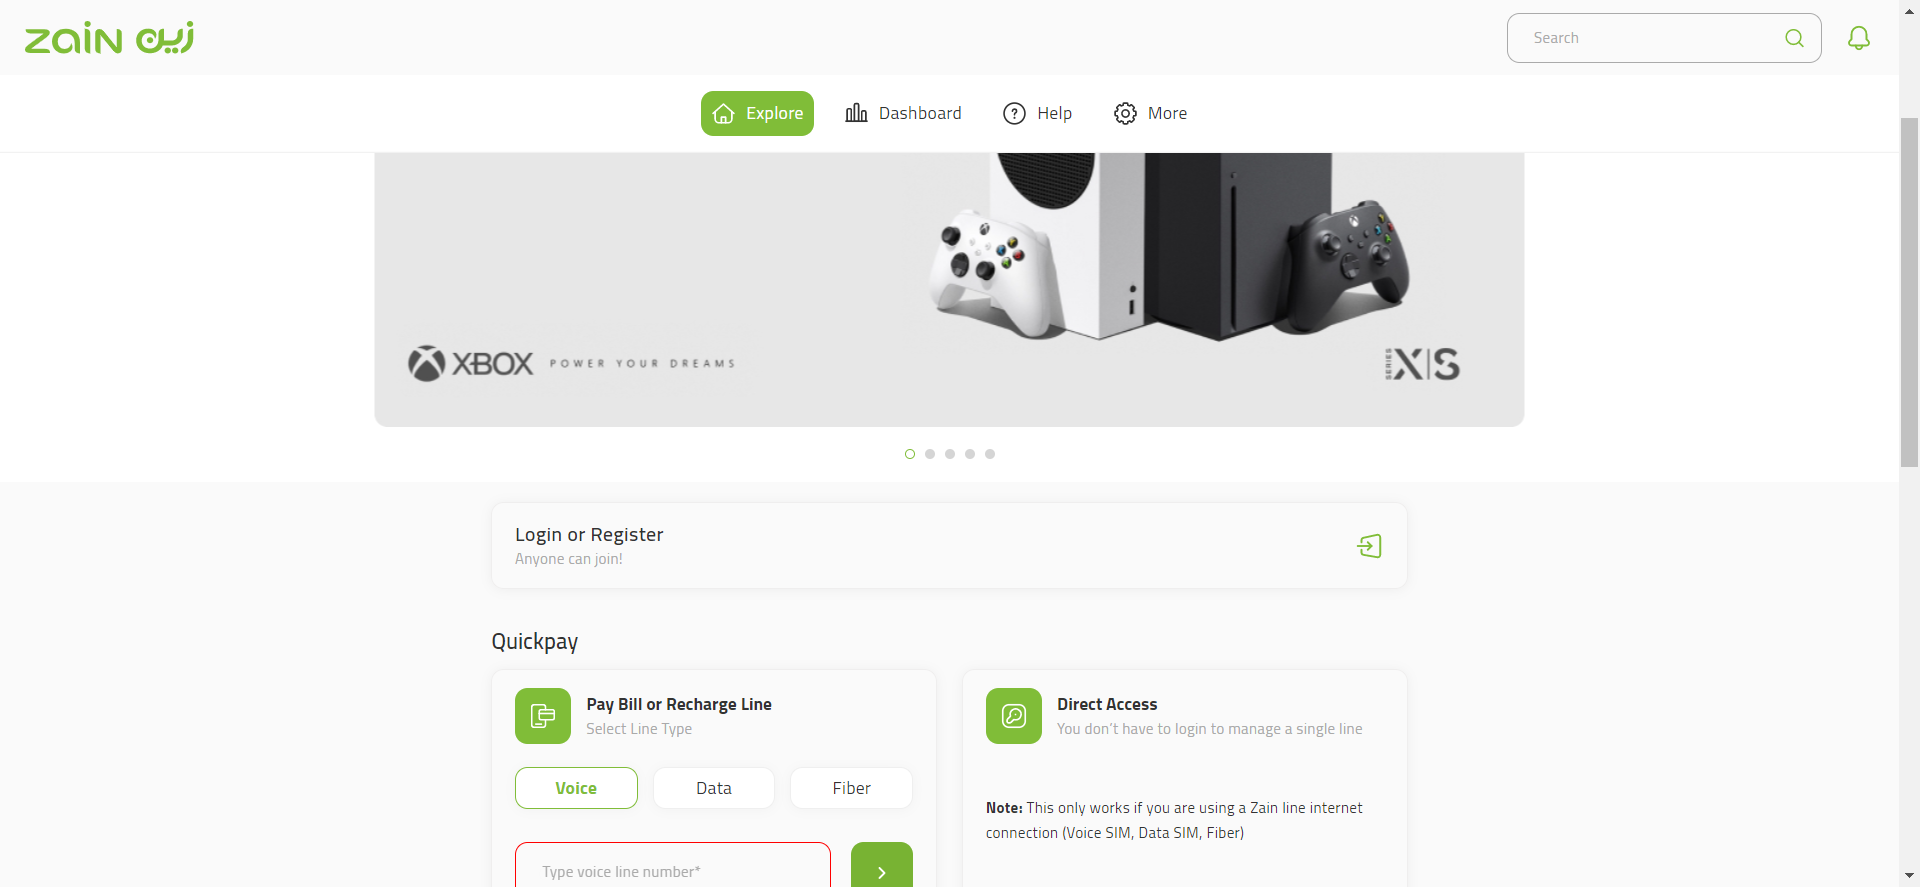 zain زين
Search
Explore
Dashboard
Help
More
XBOX POWER YOUR DREAMS
SERIES X|S
Login or Register
Anyone can join!
Quickpay
Pay Bill or Recharge Line
Select Line Type
Voice
Data
Fiber
Type voice line number*
Direct Access
You don't have to login to manage a single line
Note: This only works if you are using a Zain line internet
connection (Voice SIM, Data SIM, Fiber)